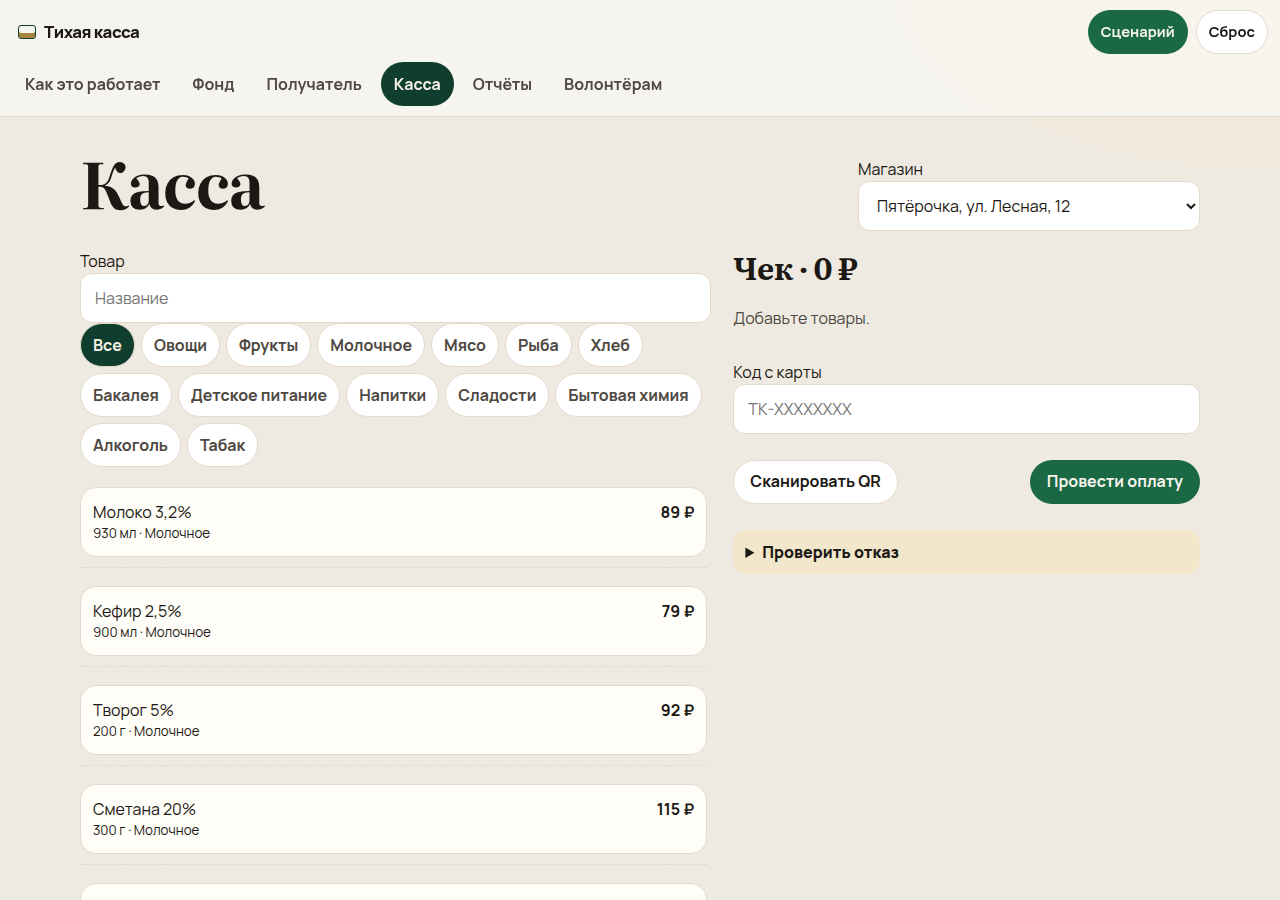 Тихая касса
Сценарий
Сброс
Как это работает
Фонд
Получатель
Касса
Отчёты
Волонтёрам
Касса
Магазин
Пятёрочка, ул. Лесная, 12
Товар
Название
Все
Овощи
Фрукты
Молочное
Мясо
Рыба
Хлеб
Бакалея
Детское питание
Напитки
Сладости
Бытовая химия
Алкоголь
Табак
Молоко 3,2%
89 ₽
930 мл · Молочное
Кефир 2,5%
79 ₽
900 мл · Молочное
Творог 5%
92 ₽
200 г · Молочное
Сметана 20%
115 ₽
300 г · Молочное
Чек · 0 ₽
Добавьте товары.
Код с карты
ТК-XXXXXXXX
Сканировать QR
Провести оплату
Проверить отказ